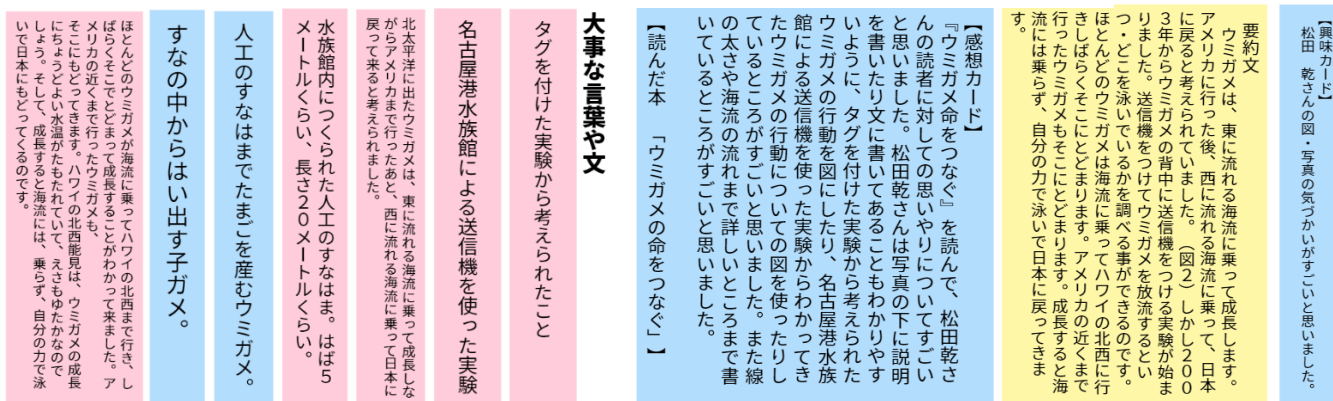 【興味カード】
松田　乾さんの図・写真の気づかいがすごいと思いました。
要約文
ウミガメは、東に流れる海流に乗って成長します。
アメリカに行った後、西に流れる海流に乗って、日本
に戻ると考えられていました。（図２）しかし２００
３年からウミガメの背中に送信機をつける実験が始ま
りました。送信機をつけてウミガメを放流するとい
つ・どこを泳いでいるかを調べる事ができるのです。
ほとんどのウミガメは海流に乗ってハワイの北西に行
きしばらくそこにとどまります。アメリカの近くまで
行ったウミガメもそこにとどまります。成長すると海
流には乗らず、自分の力で泳いで日本に戻ってきま
す。
【感想カード】
『ウミガメ命をつなぐ』を読んで、松田乾さ
んの読者に対しての思いやりについてすごい
と思いました。松田乾さんは写真の下に説明
を書いたり文に書いてあることもわかりやす
いように、タグを付けた実験から考えられた
ウミガメの行動を図にしたり、名古屋港水族
館による送信機を使った実験からわかってき
たウミガメの行動についての図を使ったりし
ているところがすごいと思いました。また線
の太さや海流の流れまで詳しいところまで書
いているところがすごいと思いました。
【読んだ本　「ウミガメの命をつなぐ」】
大事な言葉や文
タグを付けた実験から考えられたこと
名古屋港水族館による送信機を使った実験
北太平洋に出たウミガメは、東に流れる海流に乗って成長しな
がらアメリカまで行ったあと、西に流れる海流に乗って日本に
戻って来ると考えられました。
水族館内につくられた人工のすなはま。はば５
メートルくらい、長さ２０メートルくらい。
人工のすなはまでたまごを産むウミガメ。
すなの中からはい出す子ガメ。
ほとんどのウミガメが海流に乗ってハワイの北西まで行き、し
ばらくそこでとどまって成長することがわかって来ました。ア
メリカの近くまで行ったウミガメも、
そこにもどってきます。ハワイの北西能見は、ウミガメの成長
にちょうどよい水温がたもたれていて、えさもゆたかなので
しょう。そして、成長すると海流には、乗らず、自分の力で泳
いで日本にもどってくるのです。